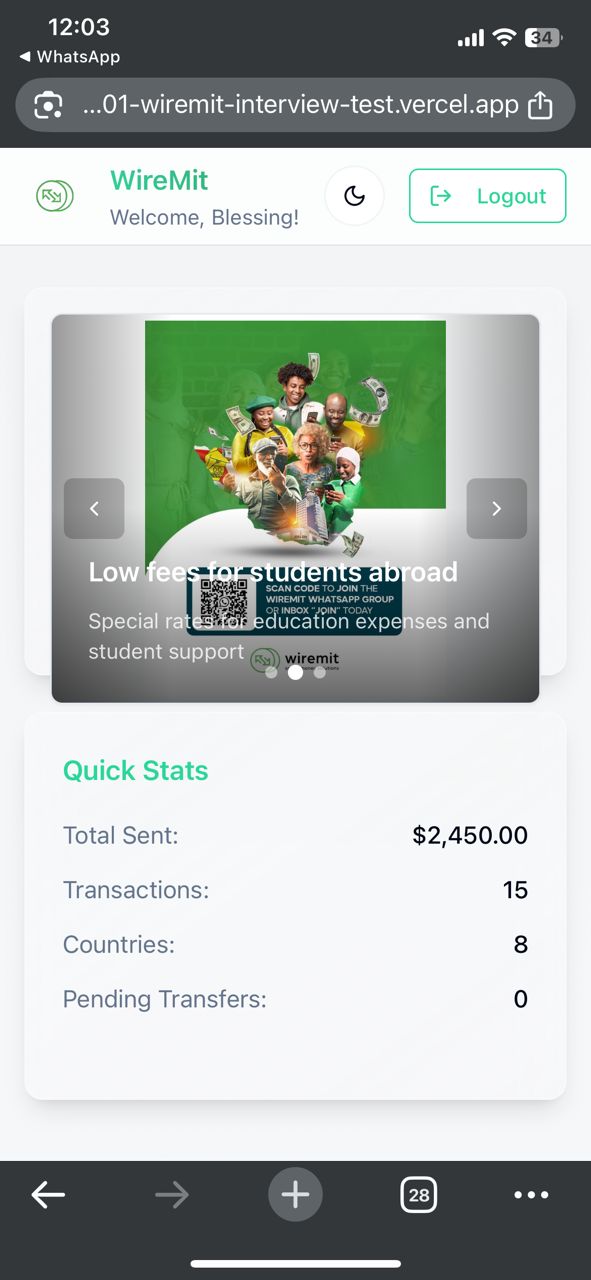 12:03
34
◀ WhatsApp
...01-wiremit-interview-test.vercel.app
WireMit
Welcome, Blessing!
Logout
Low fees for students abroad
SCAN CODE TO JOIN THE
WIREMIT WHATSAPP GROUP
OR INBOX "JOIN" TODAY
Special rates for education expenses and
student support
wiremit
Quick Stats
Total Sent: $2,450.00
Transactions: 15
Countries: 8
Pending Transfers: 0
28